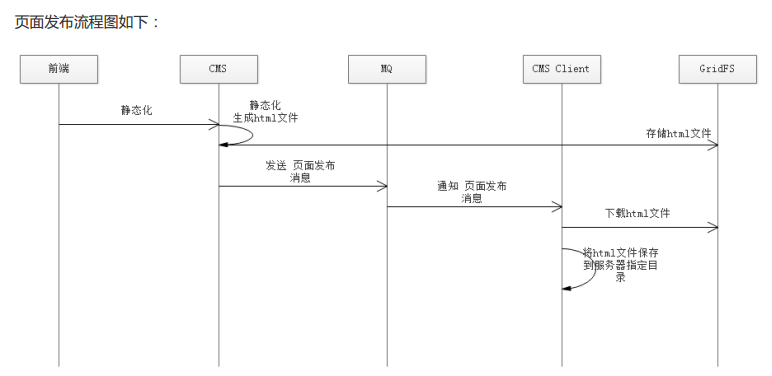 页面发布流程图如下：
前端
CMS
MQ
CMS Client
GridFS
静态化
静态化
生成html文件
存储html文件
发送 页面发布
消息
通知 页面发布
消息
下载html文件
将html文件保存
到服务器指定目
录